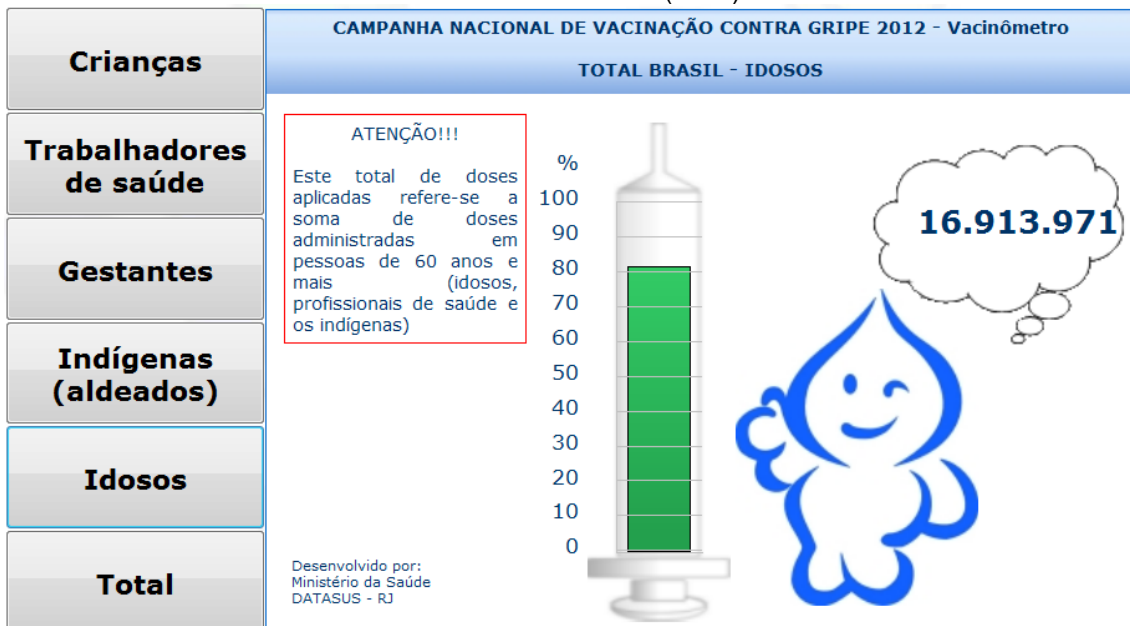 CAMPANHA NACIONAL DE VACINAÇÃO CONTRA GRIPE 2012 - Vacinômetro
TOTAL BRASIL - IDOSOS
Crianças
Trabalhadores
de saúde
Gestantes
Indígenas
(aldeados)
Idosos
Total
ATENÇÃO!!!
Este total de doses
aplicadas refere-se a
soma de doses
administradas em
pessoas de 60 anos e
mais (idosos,
profissionais de saúde e
os indígenas)
%
100
90
80
70
60
50
40
30
20
10
0
16.913.971
Desenvolvido por:
Ministério da Saúde
DATASUS - RJ